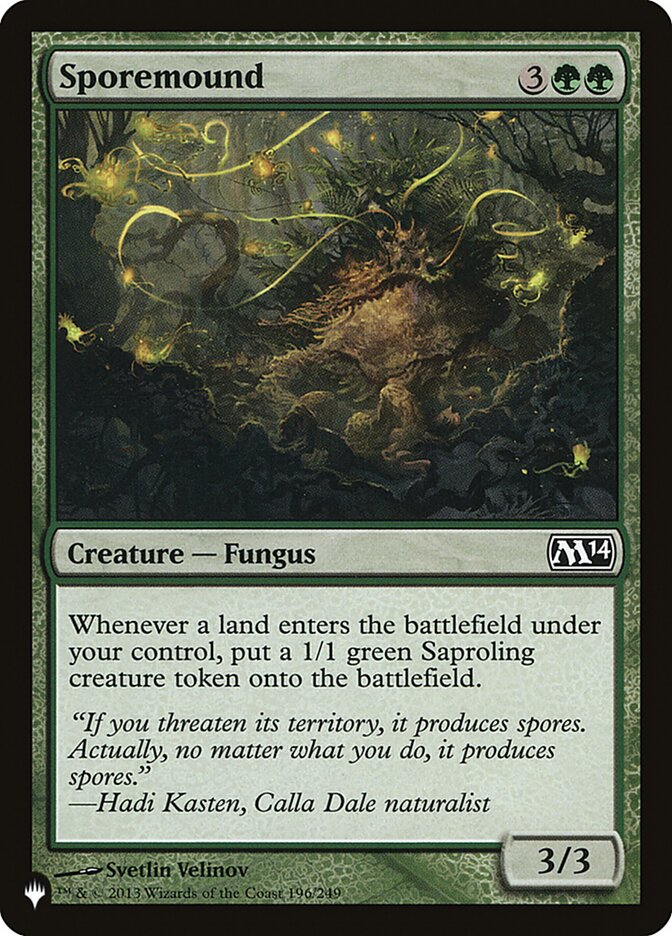 Sporemound
3
Creature — Fungus
M14
Whenever a land enters the battlefield under
your control, put a 1/1 green Saproling
creature token onto the battlefield.
“If you threaten its territory, it produces spores.
Actually, no matter what you do, it produces
spores.”
—Hadi Kasten, Calla Dale naturalist
3/3
Svetlin Velinov
™ & © 2013 Wizards of the Coast 196/249